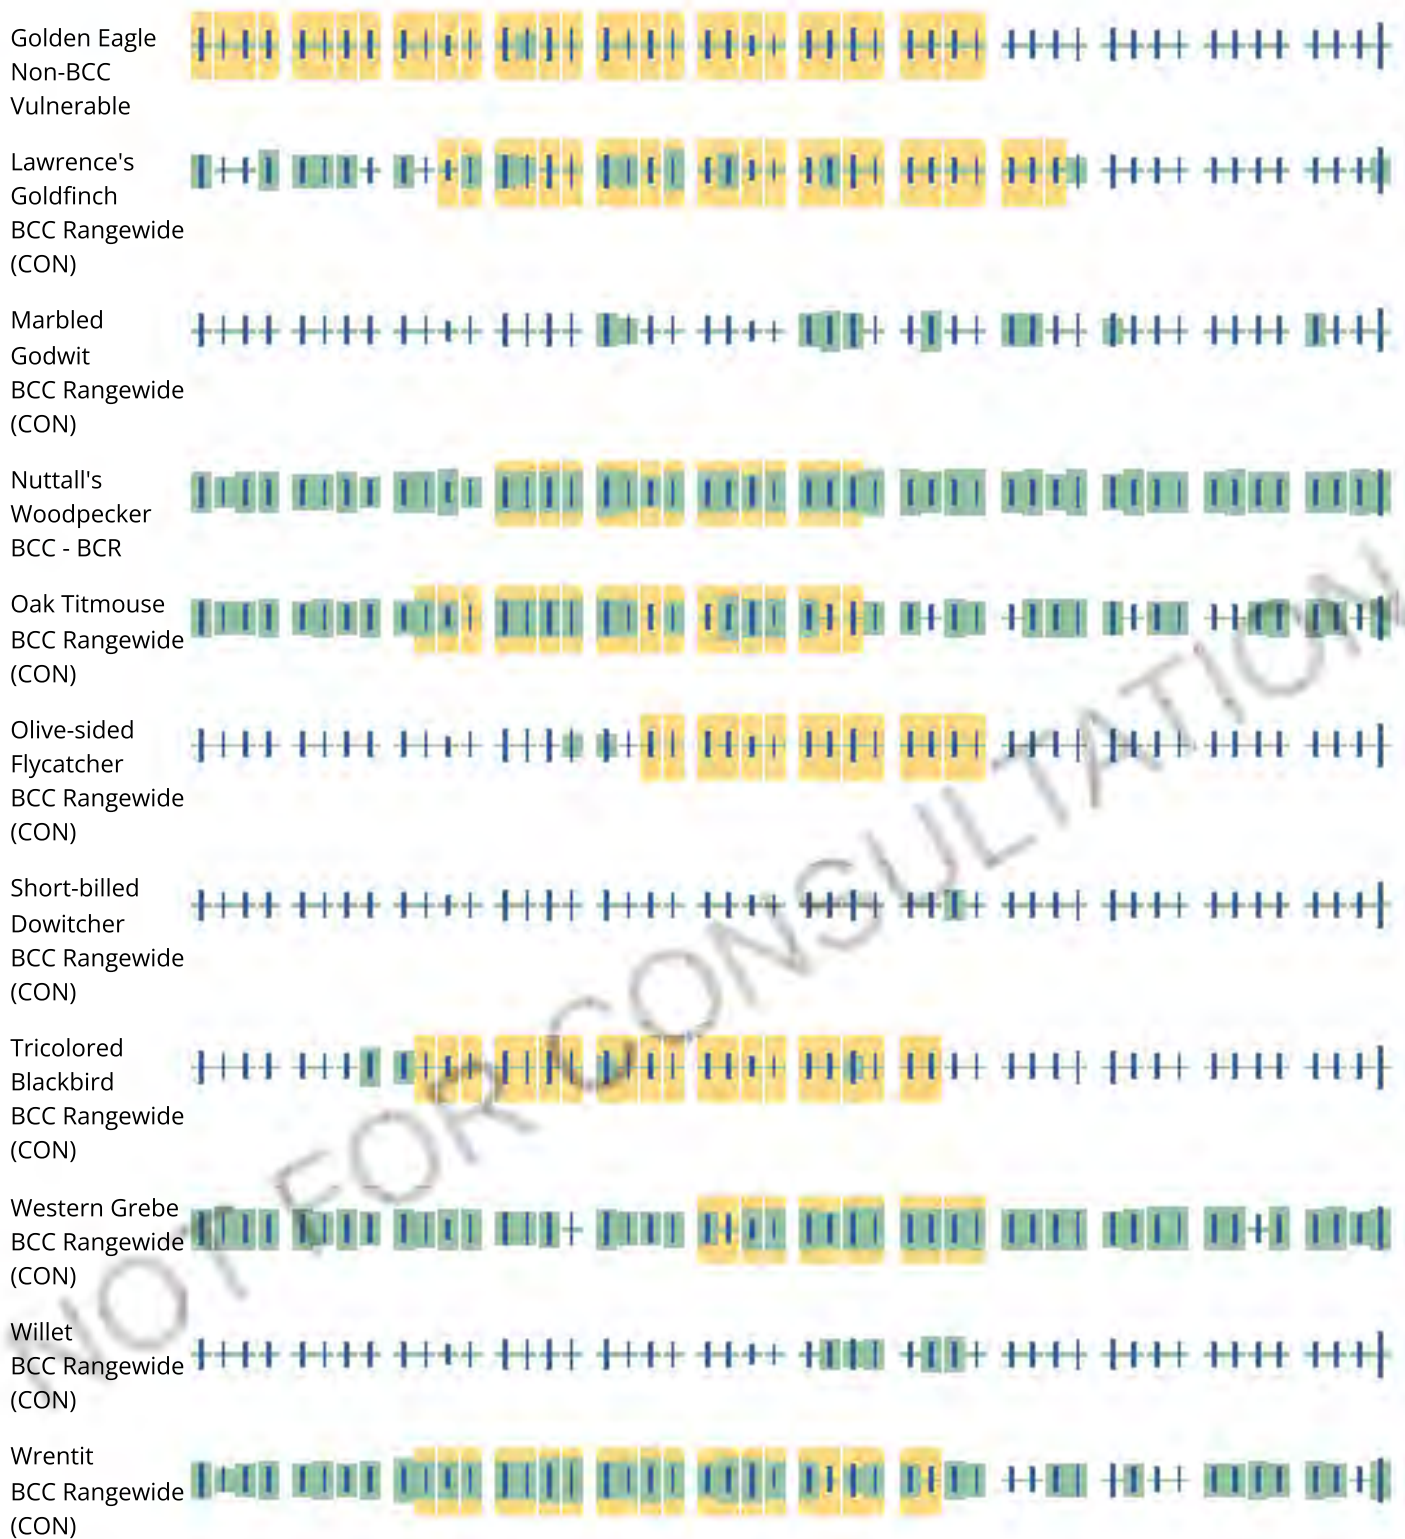 Golden Eagle
Non-BCC
Vulnerable
Lawrence's
Goldfinch
BCC Rangewide
(CON)
Marbled
Godwit
BCC Rangewide
(CON)
Nuttall's
Woodpecker
BCC - BCR
Oak Titmouse
BCC Rangewide
(CON)
Olive-sided
Flycatcher
BCC Rangewide
(CON)
Short-billed
Dowitcher
BCC Rangewide
(CON)
Tricolored
Blackbird
BCC Rangewide
(CON)
Western Grebe
BCC Rangewide
(CON)
Willet
BCC Rangewide
(CON)
Wrentit
BCC Rangewide
(CON)
NOT FOR CONSULTATION